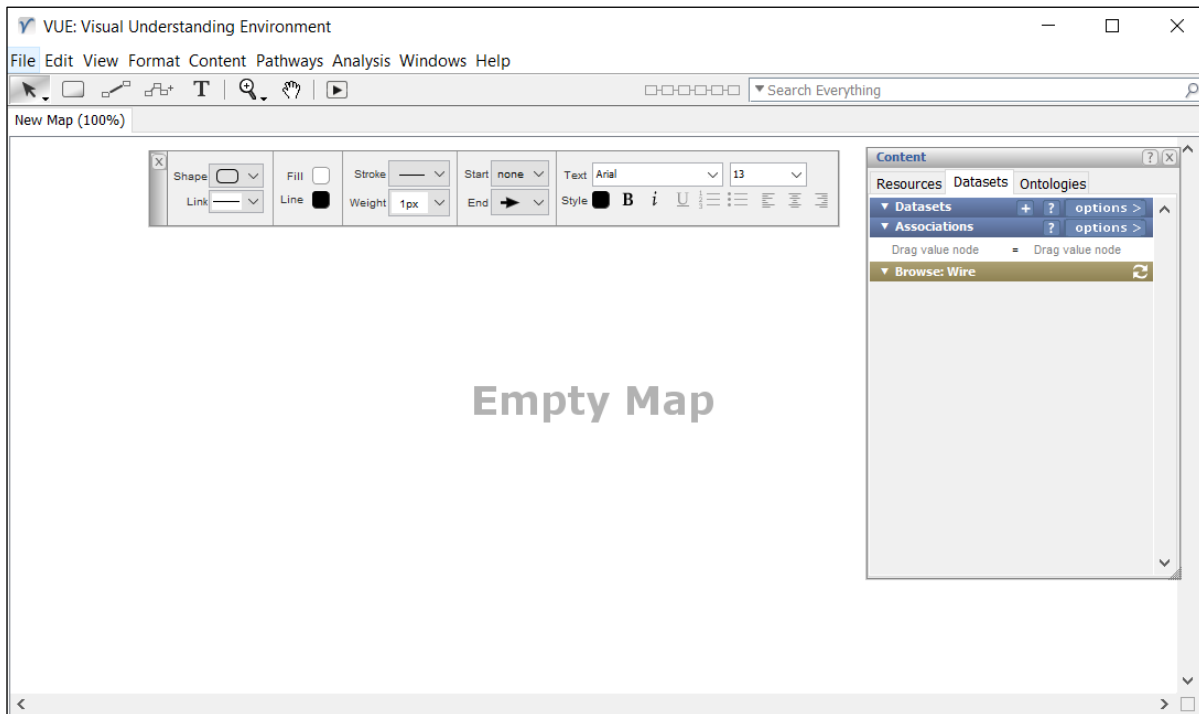 VUE: Visual Understanding Environment
File Edit View Format Content Pathways Analysis Windows Help
T Search Everything
New Map (100%)
Shape Fill Stroke Start none Text Arial 13
Link Line Weight 1px End Style B i U
Content ? x
Resources Datasets Ontologies
Datasets + ? options >
Associations ? options >
Drag value node = Drag value node
Browse: Wire
Empty Map